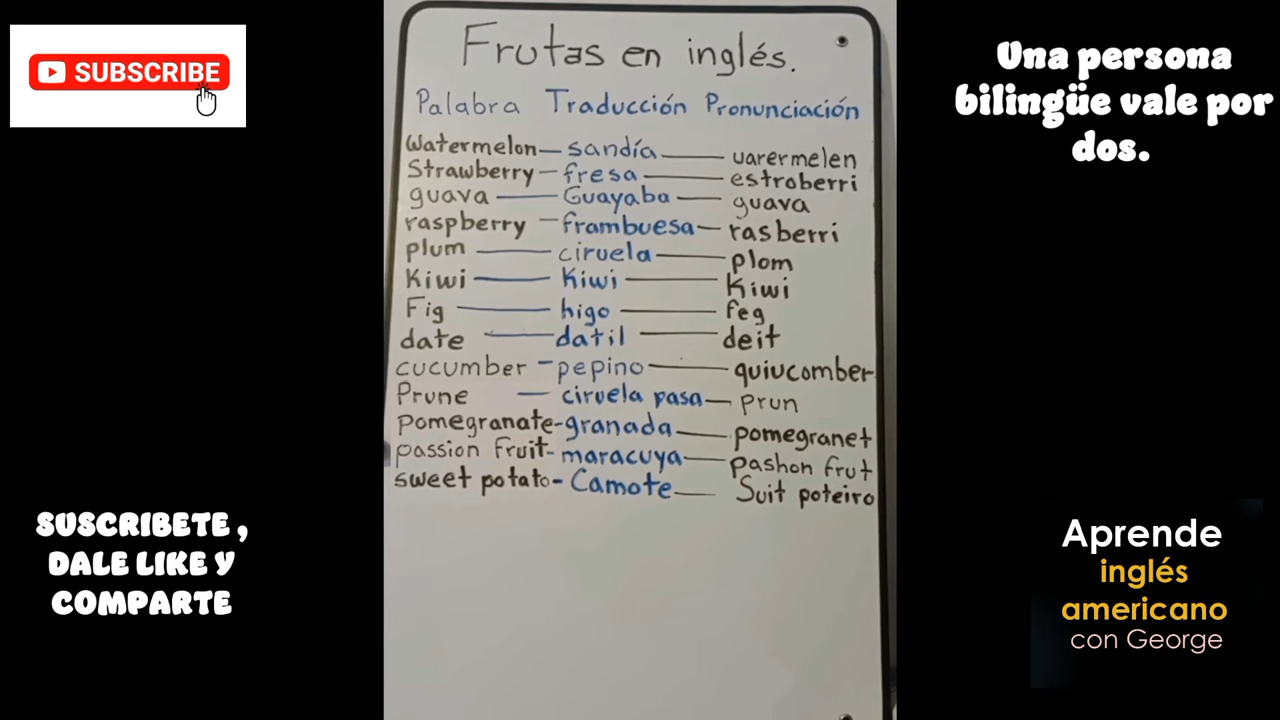 SUBSCRIBE
Frutas en inglés.
Palabra Traducción Pronunciación
Watermelon — sandía — uarermelen
Strawberry — fresa — estroberri
guava — Guayaba — guava
raspberry — frambuesa — rasberri
plum — ciruela — plom
Kiwi — Kiwi — Kiwi
Fig — higo — feg
date — datil — deit
cucumber — pepino — quiucomber
Prune — ciruela pasa — prun
pomegranate - granada — pomegranet
passion fruit - maracuya — pashon frut
sweet potato - Camote — Suit poteiro
Una persona
bilingüe vale por
dos.
SUSCRIBETE ,
DALE LIKE Y
COMPARTE
Aprende
inglés
americano
con George